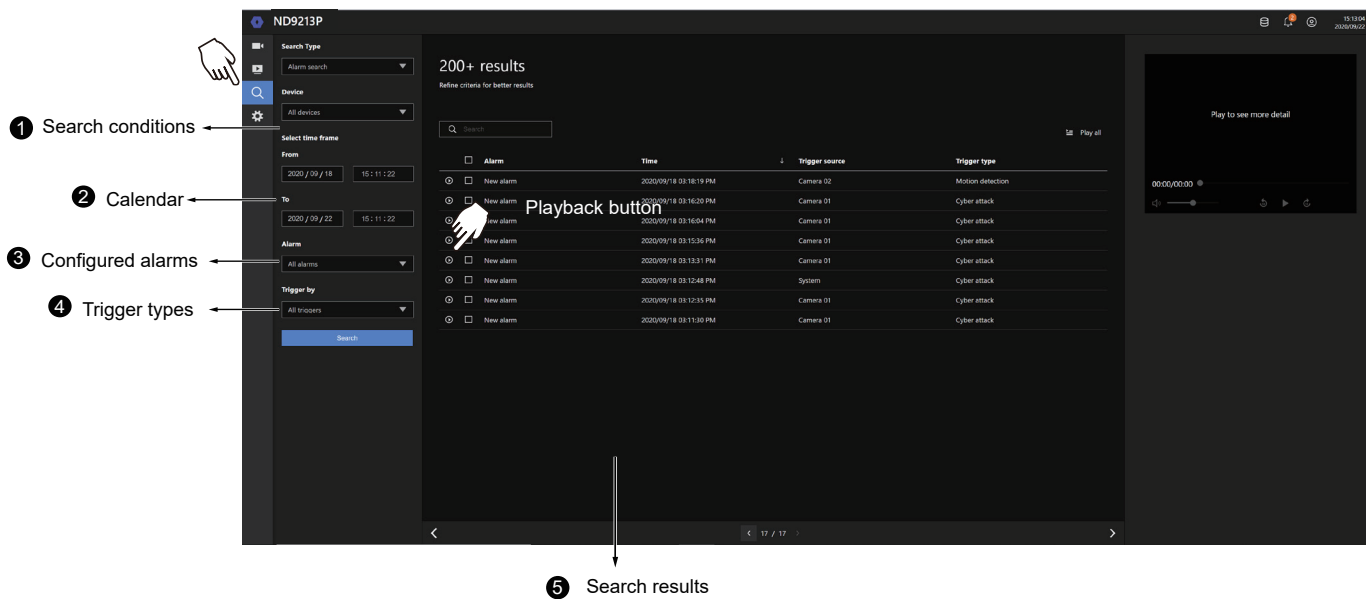 ND9213P
15:13:04
2020/09/22
2
Search Type
Alarm search
Device
All devices
Select time frame
From
2020 / 09 / 18 15 : 11 : 22
To
2020 / 09 / 22 15 : 11 : 22
Alarm
All alarms
Trigger by
All triggers
Search
1 Search conditions
2 Calendar
3 Configured alarms
4 Trigger types
200+ results
Refine criteria for better results
Search
Play all
Alarm Time ↓ Trigger source Trigger type
New alarm 2020/09/18 03:18:19 PM Camera 02 Motion detection
New alarm 2020/09/18 03:16:20 PM Camera 01 Cyber attack
Playback button
New alarm 2020/09/18 03:16:04 PM Camera 01 Cyber attack
New alarm 2020/09/18 03:15:36 PM Camera 01 Cyber attack
New alarm 2020/09/18 03:13:31 PM Camera 01 Cyber attack
New alarm 2020/09/18 03:12:48 PM System Cyber attack
New alarm 2020/09/18 03:12:35 PM Camera 01 Cyber attack
New alarm 2020/09/18 03:11:30 PM Camera 01 Cyber attack
17 / 17
Play to see more detail
00:00/00:00
5 Search results